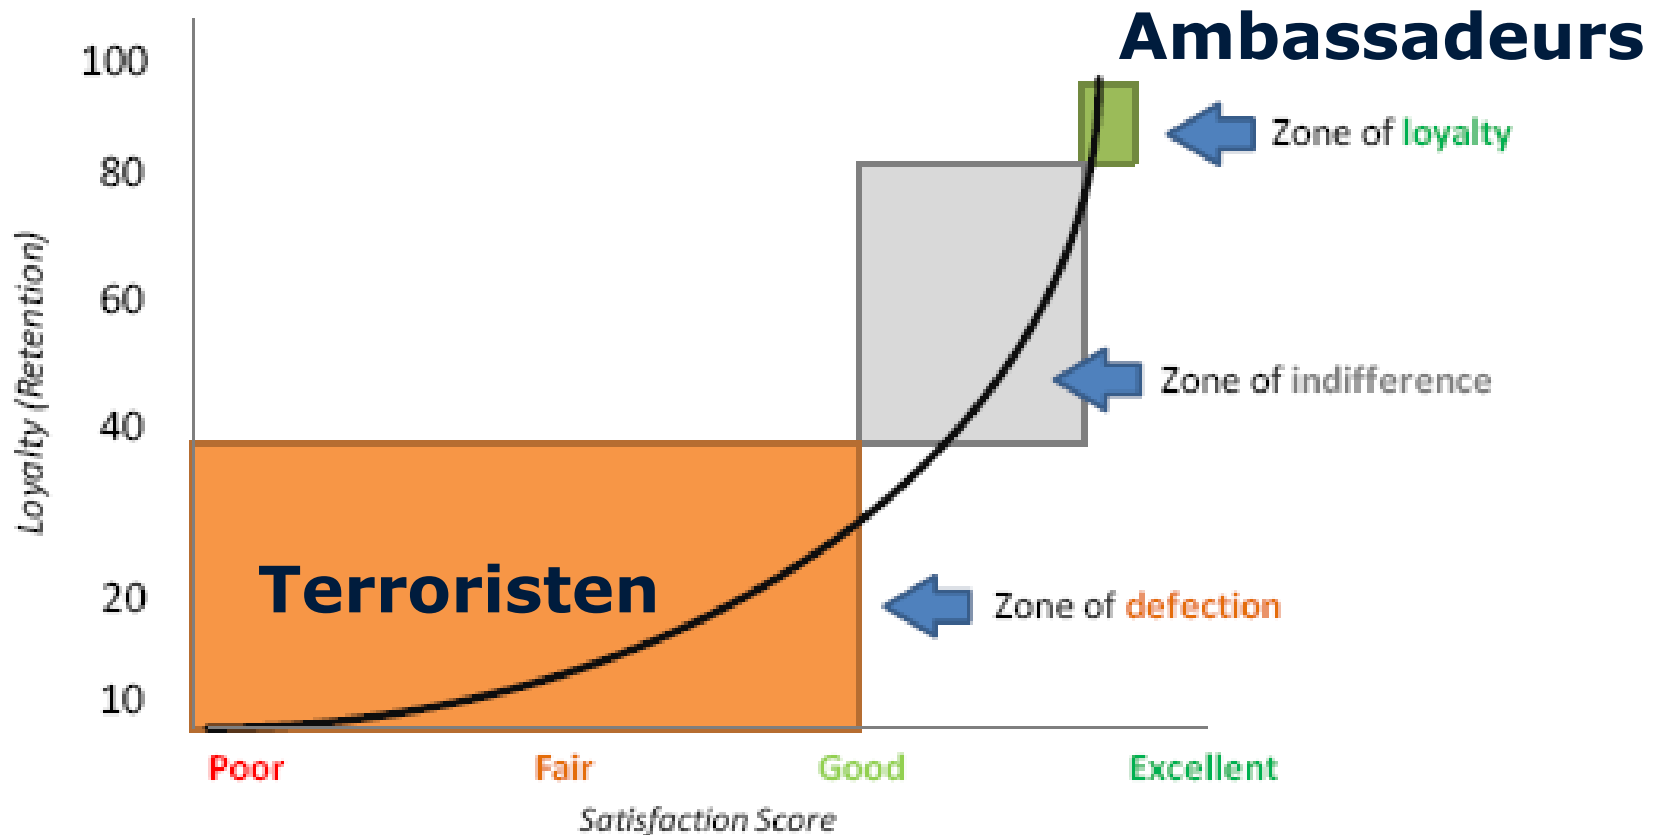 Ambassadeurs
100
Zone of loyalty
80
Loyalty (Retention)
60
Zone of indifference
40
Terroristen
20
Zone of defection
10
Poor
Fair
Good
Excellent
Satisfaction Score